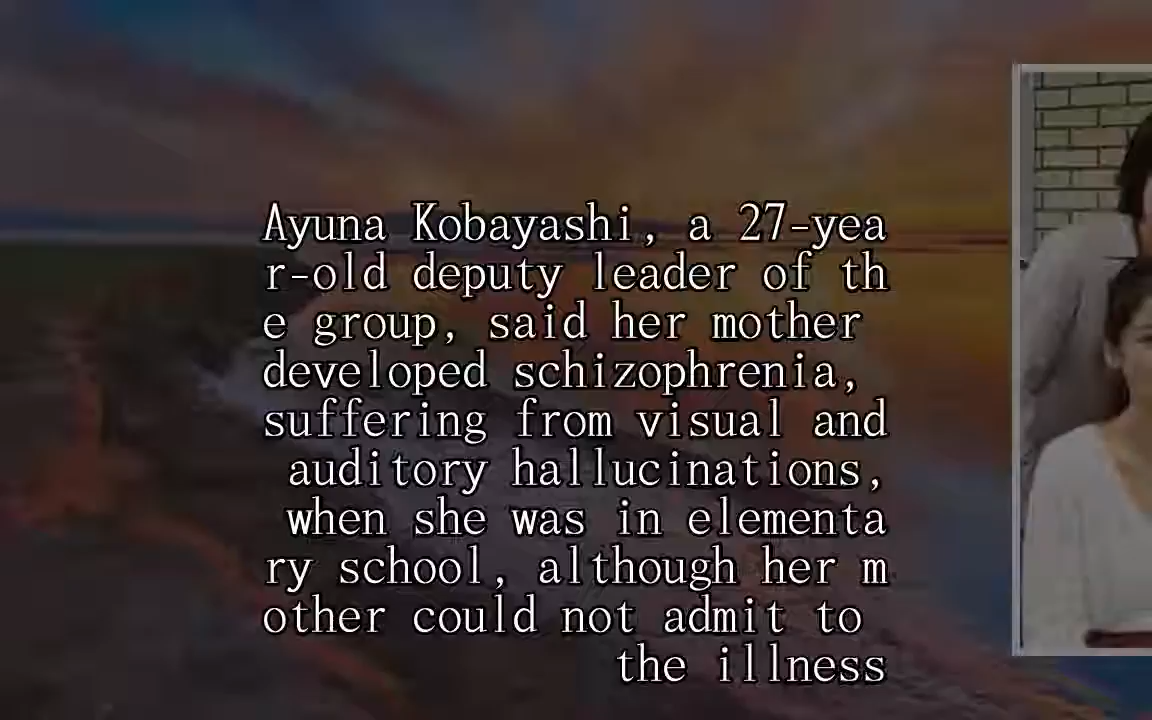 Ayuna Kobayashi, a 27-yea
r-old deputy leader of th
e group, said her mother
developed schizophrenia,
suffering from visual and
auditory hallucinations,
when she was in elementa
ry school, although her m
other could not admit to
the illness